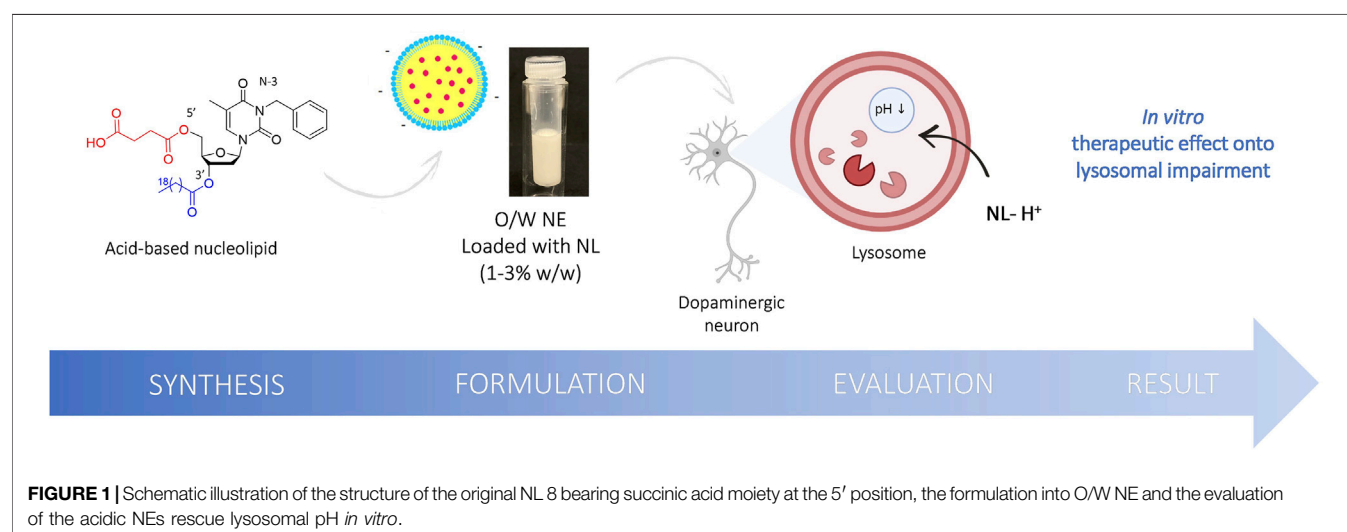 O
N-3
O
5'
N
HO
O
O
N
O
O
O
O
3'
18
O
O
Acid-based nucleolipid
O/W NE
Loaded with NL
(1-3% w/w)
Dopaminergic
neuron
pH ↓
NL- H⁺
Lysosome
In vitro
therapeutic effect onto
lysosomal impairment
SYNTHESIS
FORMULATION
EVALUATION
RESULT
FIGURE 1 | Schematic illustration of the structure of the original NL 8 bearing succinic acid moiety at the 5′ position, the formulation into O/W NE and the evaluation
of the acidic NEs rescue lysosomal pH in vitro.